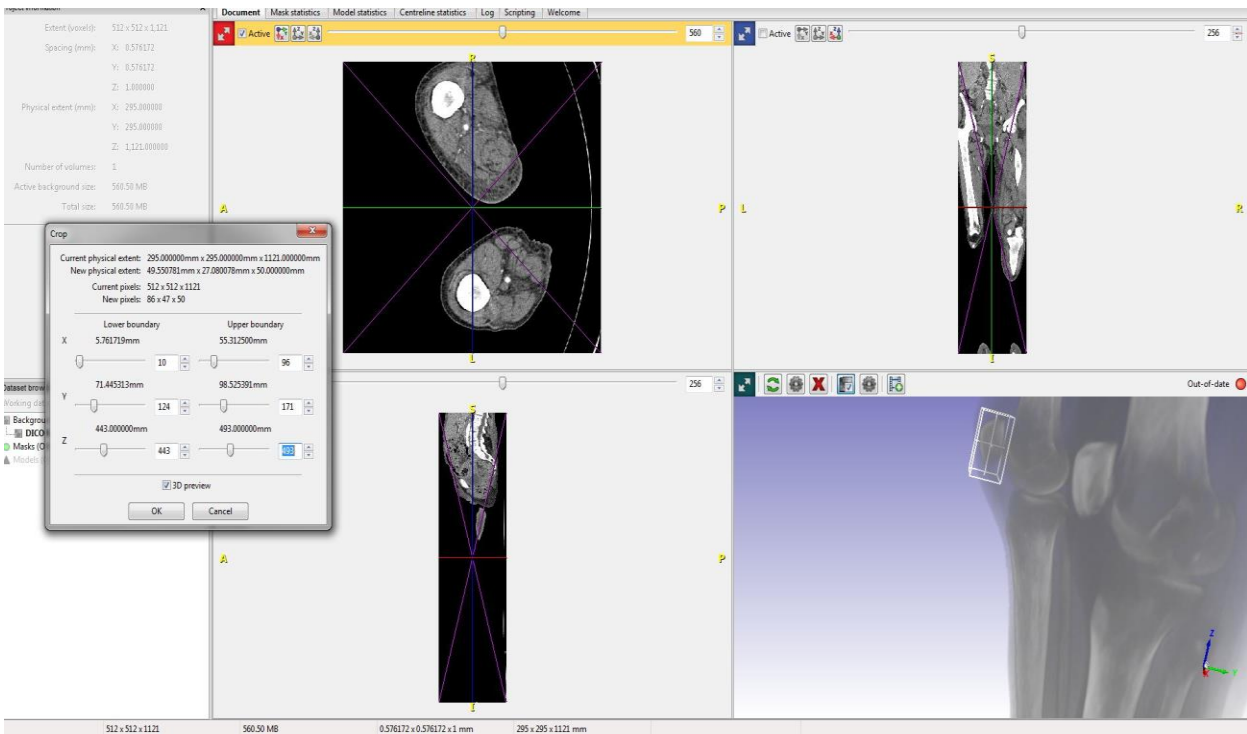 Document Mask statistics Model statistics Centreline statistics Log Scripting Welcome
Extent (voxels): 512 x 512 x 1,121
Spacing (mm): X: 0.576172
Y: 0.576172
Z: 1.000000
Physical extent (mm): X: 295.000000
Y: 295.000000
Z: 1,121.000000
Number of volumes: 1
Active background size: 560.50 MB
Total size: 560.50 MB
Active 560
R
A P
L
Active 256
S
L R
I
Crop
X
Current physical extent: 295.000000mm x 295.000000mm x 1121.000000mm
New physical extent: 49.550781mm x 27.080078mm x 50.000000mm
Current pixels: 512 x 512 x 1121
New pixels: 86 x 47 x 50
Lower boundary Upper boundary
X 5.761719mm 55.312500mm
10 96
71.445313mm 98.525391mm
Y 124 171
443.000000mm 493.000000mm
Z 443 493
3D preview
OK Cancel
Dataset brow
Working dat
Backgrou
DICO
Masks (0
Models
256
S
A P
I
Out-of-date
Z
Y
X
512 x 512 x 1121 560.50 MB 0.576172 x 0.576172 x 1 mm 295 x 295 x 1121 mm